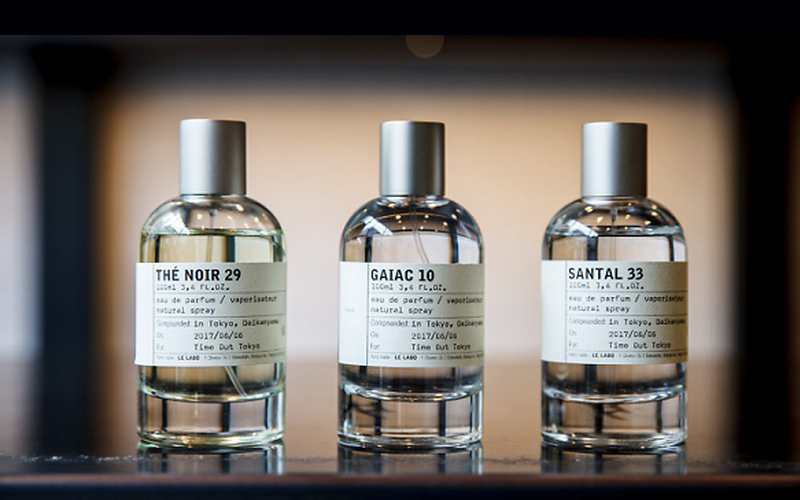 THÉ NOIR 29
100ml 3,4 FL.OZ.
eau de parfum / vaporisateur
natural spray
Compounded in Tokyo, Daikanyama
On: 2017/06/06
For Time Out Tokyo
LE LABO
GAIAC 10
100ml 3,4 FL.OZ.
eau de parfum / vaporisateur
natural spray
Compounded in Tokyo, Daikanyama
On: 2017/06/06
For Time Out Tokyo
LE LABO
SANTAL 33
100ml 3,4 FL.OZ.
eau de parfum / vaporisateur
natural spray
Compounded in Tokyo, Daikanyama
On: 2017/06/06
For Time Out Tokyo
LE LABO